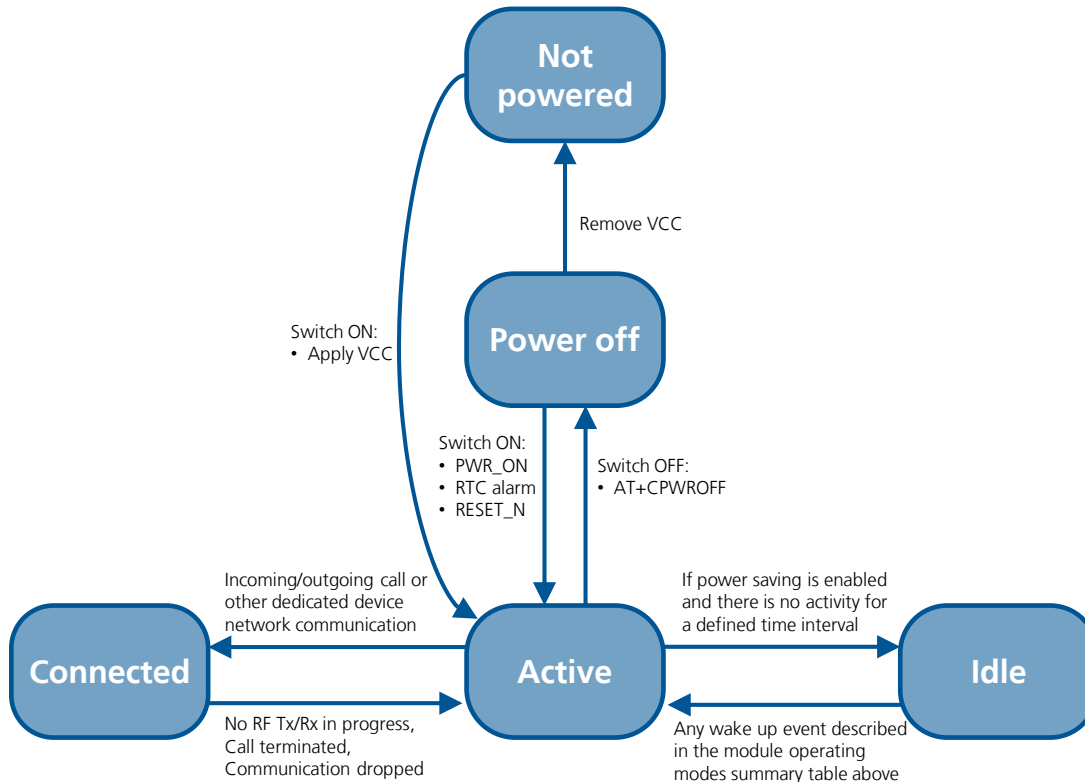 Not
powered
Remove VCC
Switch ON:
• Apply VCC
Power off
Switch ON:
• PWR_ON
• RTC alarm
• RESET_N
Switch OFF:
• AT+CPWROFF
Incoming/outgoing call or
other dedicated device
network communication
If power saving is enabled
and there is no activity for
a defined time interval
Connected
Active
Idle
No RF Tx/Rx in progress,
Call terminated,
Communication dropped
Any wake up event described
in the module operating
modes summary table above